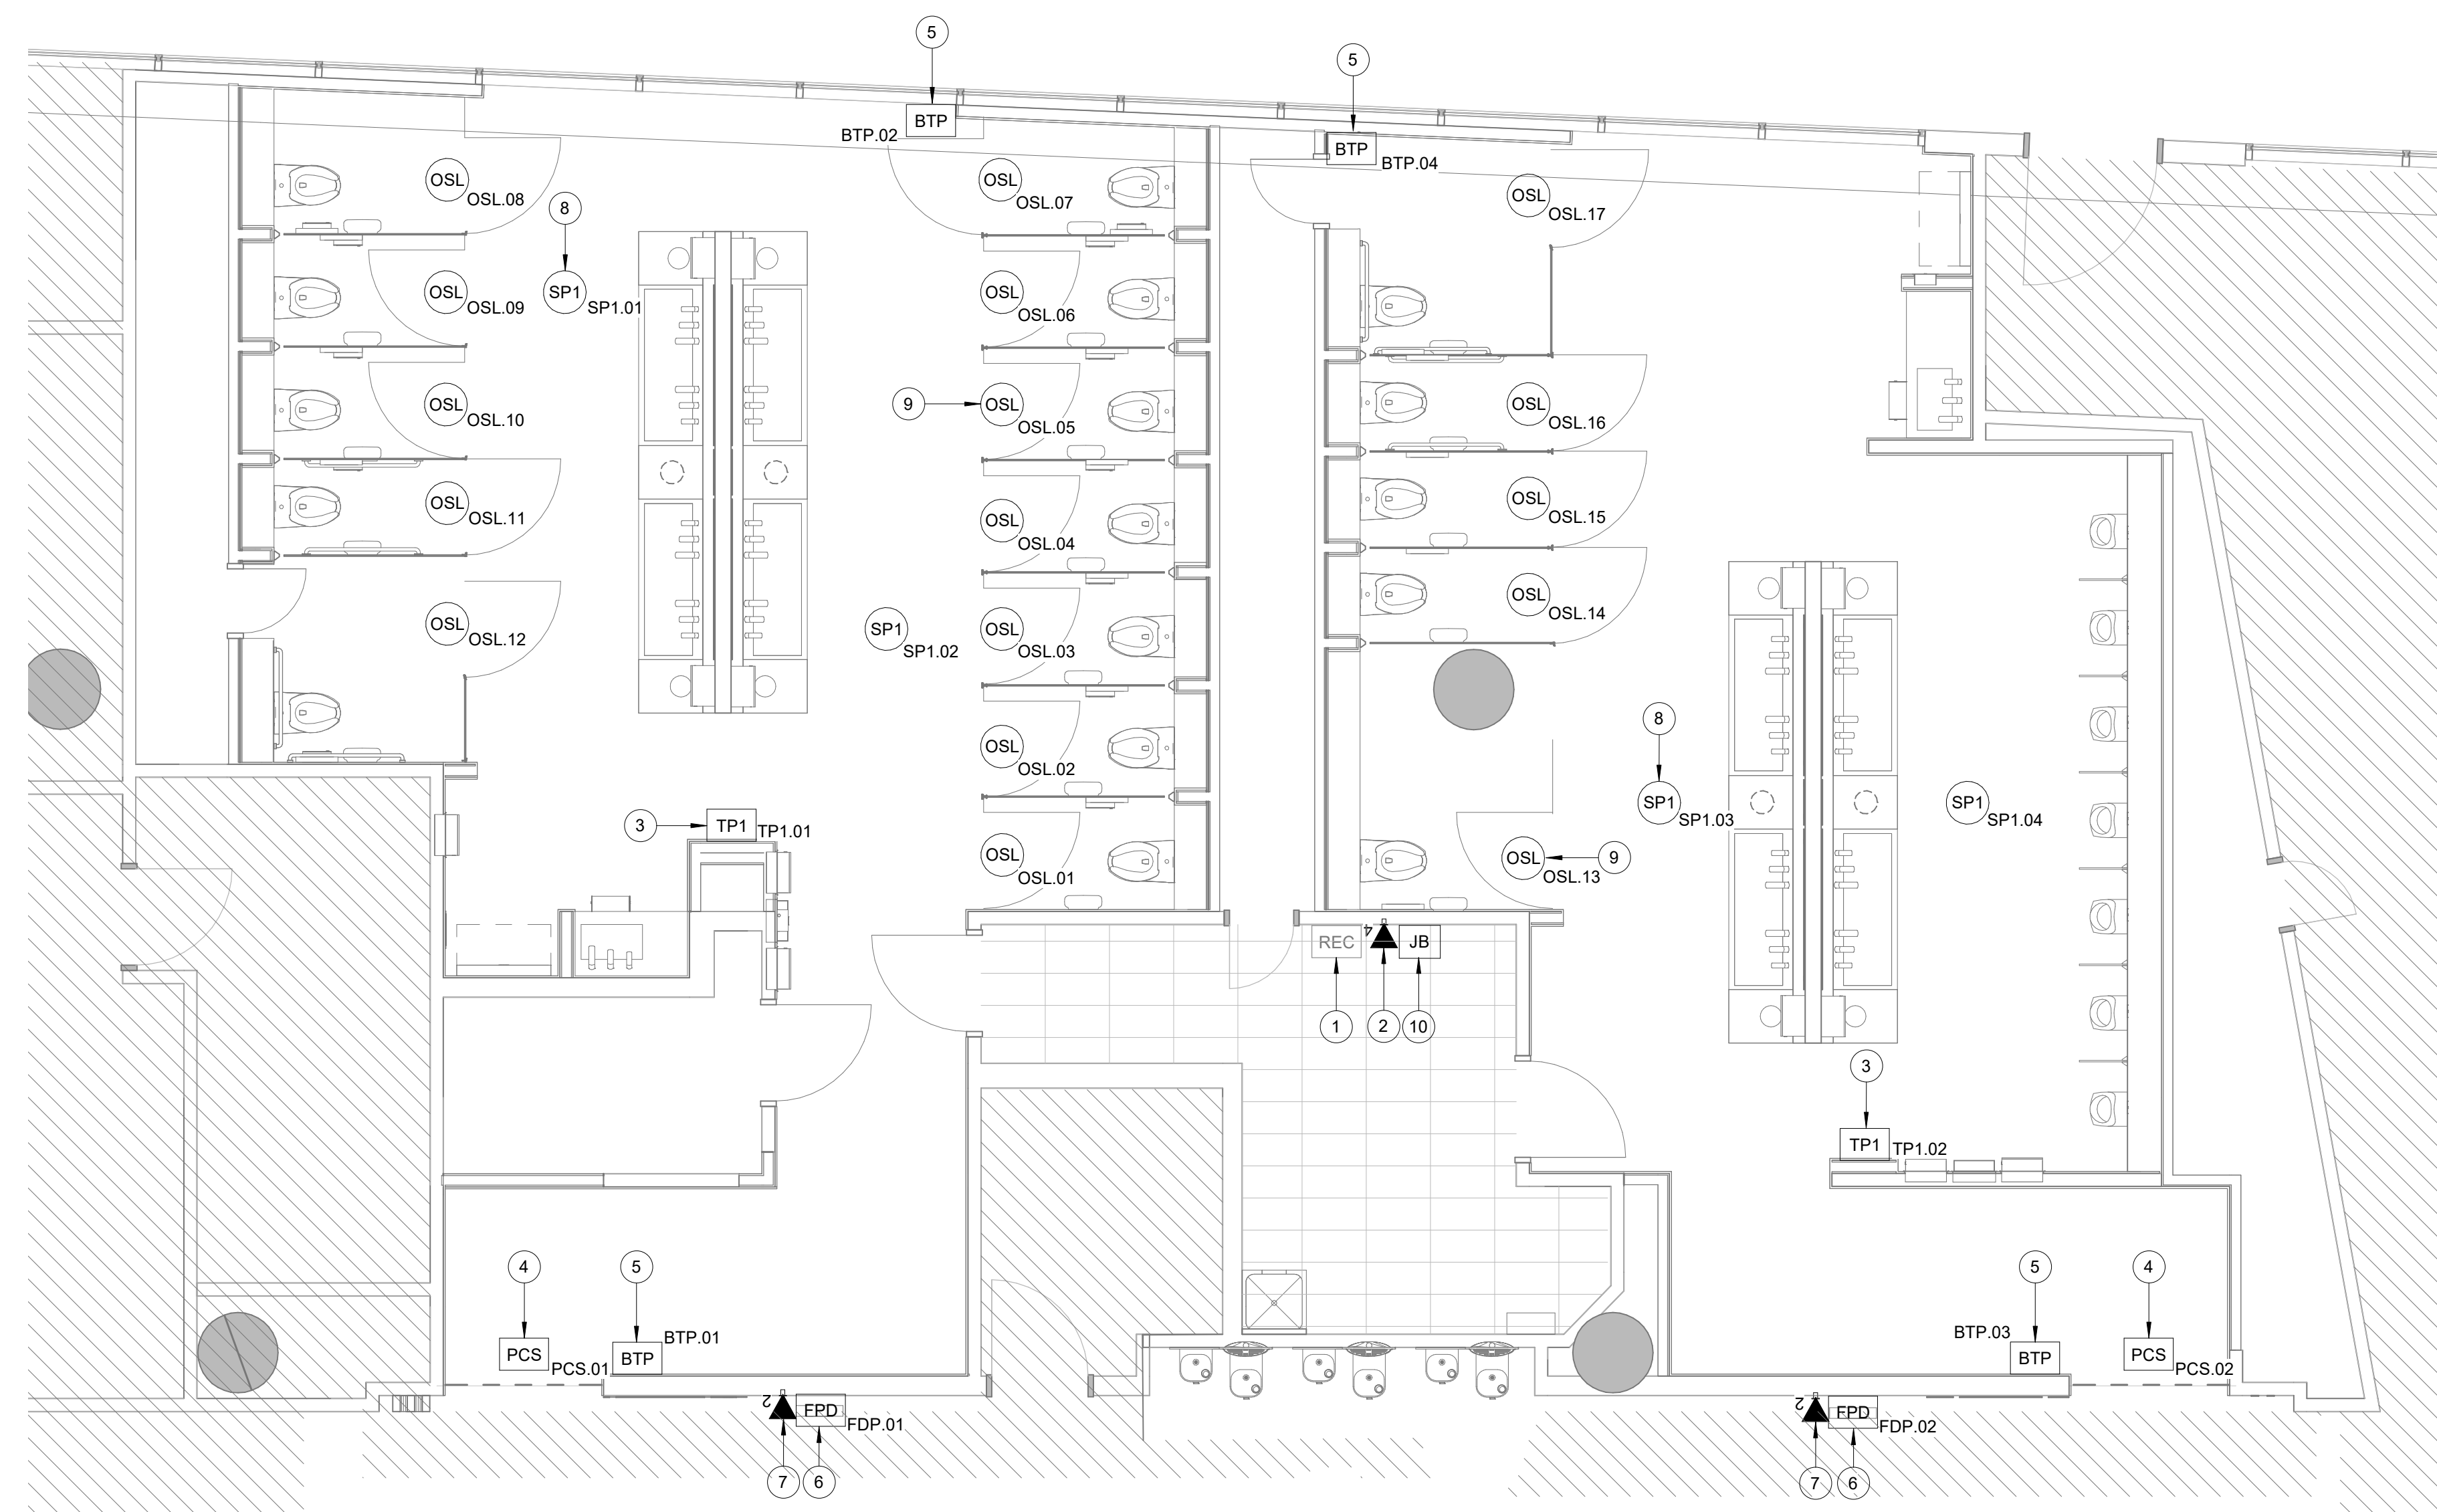 5
5
BTP
BTP.02
BTP
BTP.04
OSL
OSL.08
OSL
OSL.07
OSL
OSL.17
8
OSL
OSL.09
SP1
SP1.01
OSL
OSL.06
OSL
OSL.10
9
OSL
OSL.05
OSL
OSL.16
OSL
OSL.11
OSL
OSL.04
OSL
OSL.15
OSL
OSL.12
SP1
SP1.02
OSL
OSL.03
OSL
OSL.14
OSL
OSL.02
8
SP1
SP1.03
SP1
SP1.04
3
TP1
TP1.01
OSL
OSL.01
OSL
OSL.13
9
REC
4
JB
1
2
10
3
TP1
TP1.02
4
5
5
4
PCS
PCS.01
BTP.01
BTP
BTP.03
BTP
PCS
PCS.02
2
FPD
FDP.01
2
FPD
FDP.02
7
6
7
6